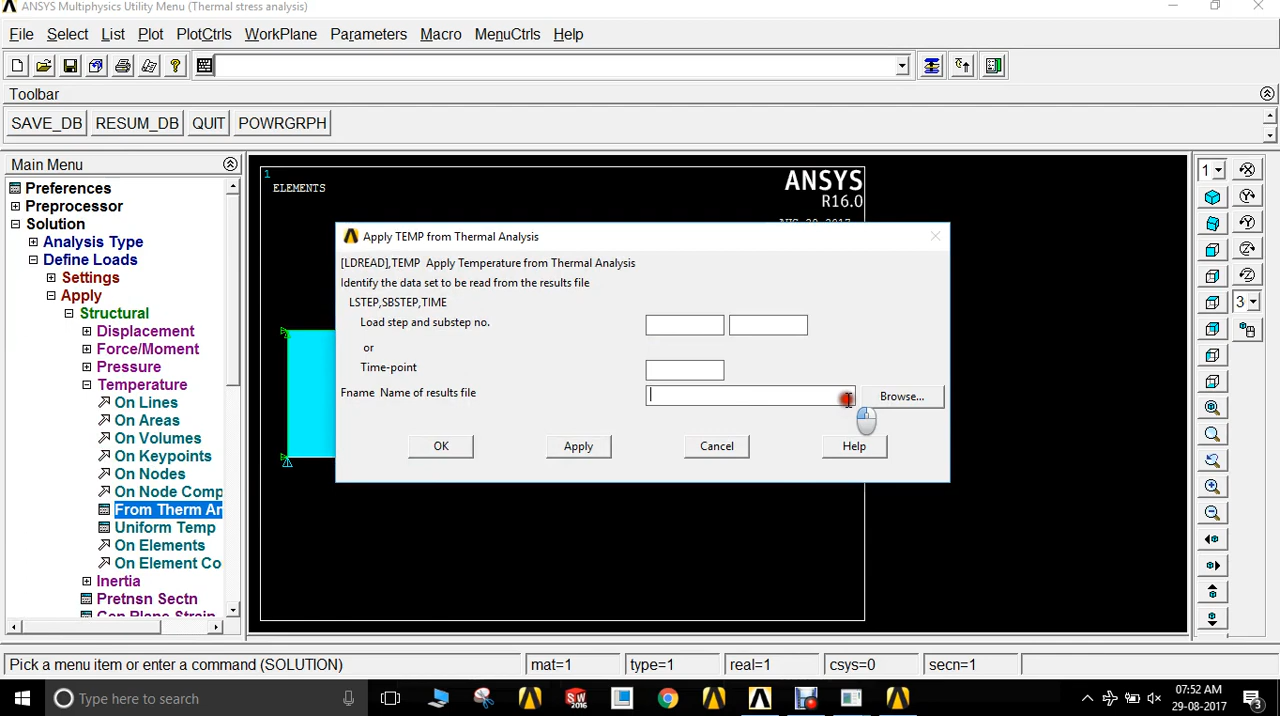 ANSYS Multiphysics Utility Menu (Thermal stress analysis)
File Select List Plot PlotCtrls WorkPlane Parameters Macro MenuCtrls Help
Toolbar
SAVE_DB RESUM_DB QUIT POWRGRPH
Main Menu
Preferences
Preprocessor
Solution
Analysis Type
Define Loads
Settings
Apply
Structural
Displacement
Force/Moment
Pressure
Temperature
On Lines
On Areas
On Volumes
On Keypoints
On Nodes
On Node Comp
From Therm An
Uniform Temp
On Elements
On Element Co
Inertia
Pretnsn Sectn
Gen Plane Strain
1
ELEMENTS
ANSYS
R16.0
Apply TEMP from Thermal Analysis
[LDREAD],TEMP Apply Temperature from Thermal Analysis
Identify the data set to be read from the results file
LSTEP,SBSTEP,TIME
Load step and substep no.
or
Time-point
Fname Name of results file
Browse...
OK Apply Cancel Help
1
3
Pick a menu item or enter a command (SOLUTION) mat=1 type=1 real=1 csys=0 secn=1
Type here to search
07:52 AM
29-08-2017
3